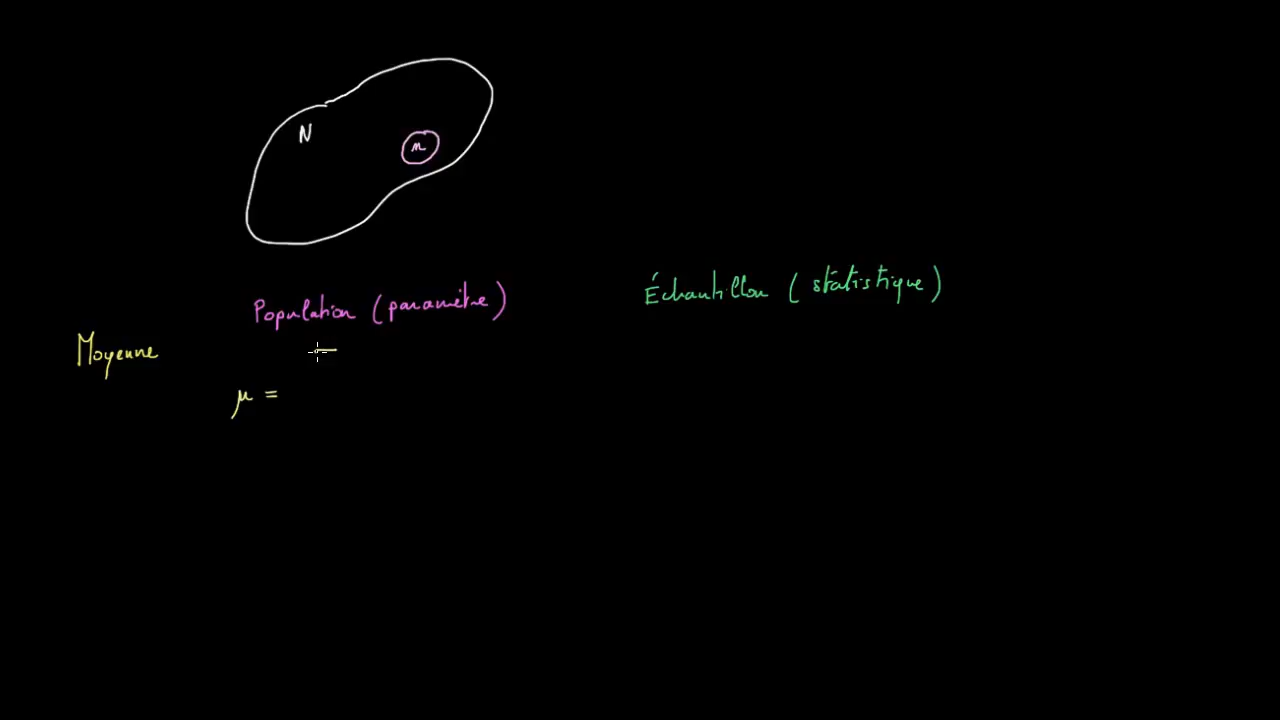 N
n
Population (paramètre)
Échantillon (statistique)
Moyenne
μ =